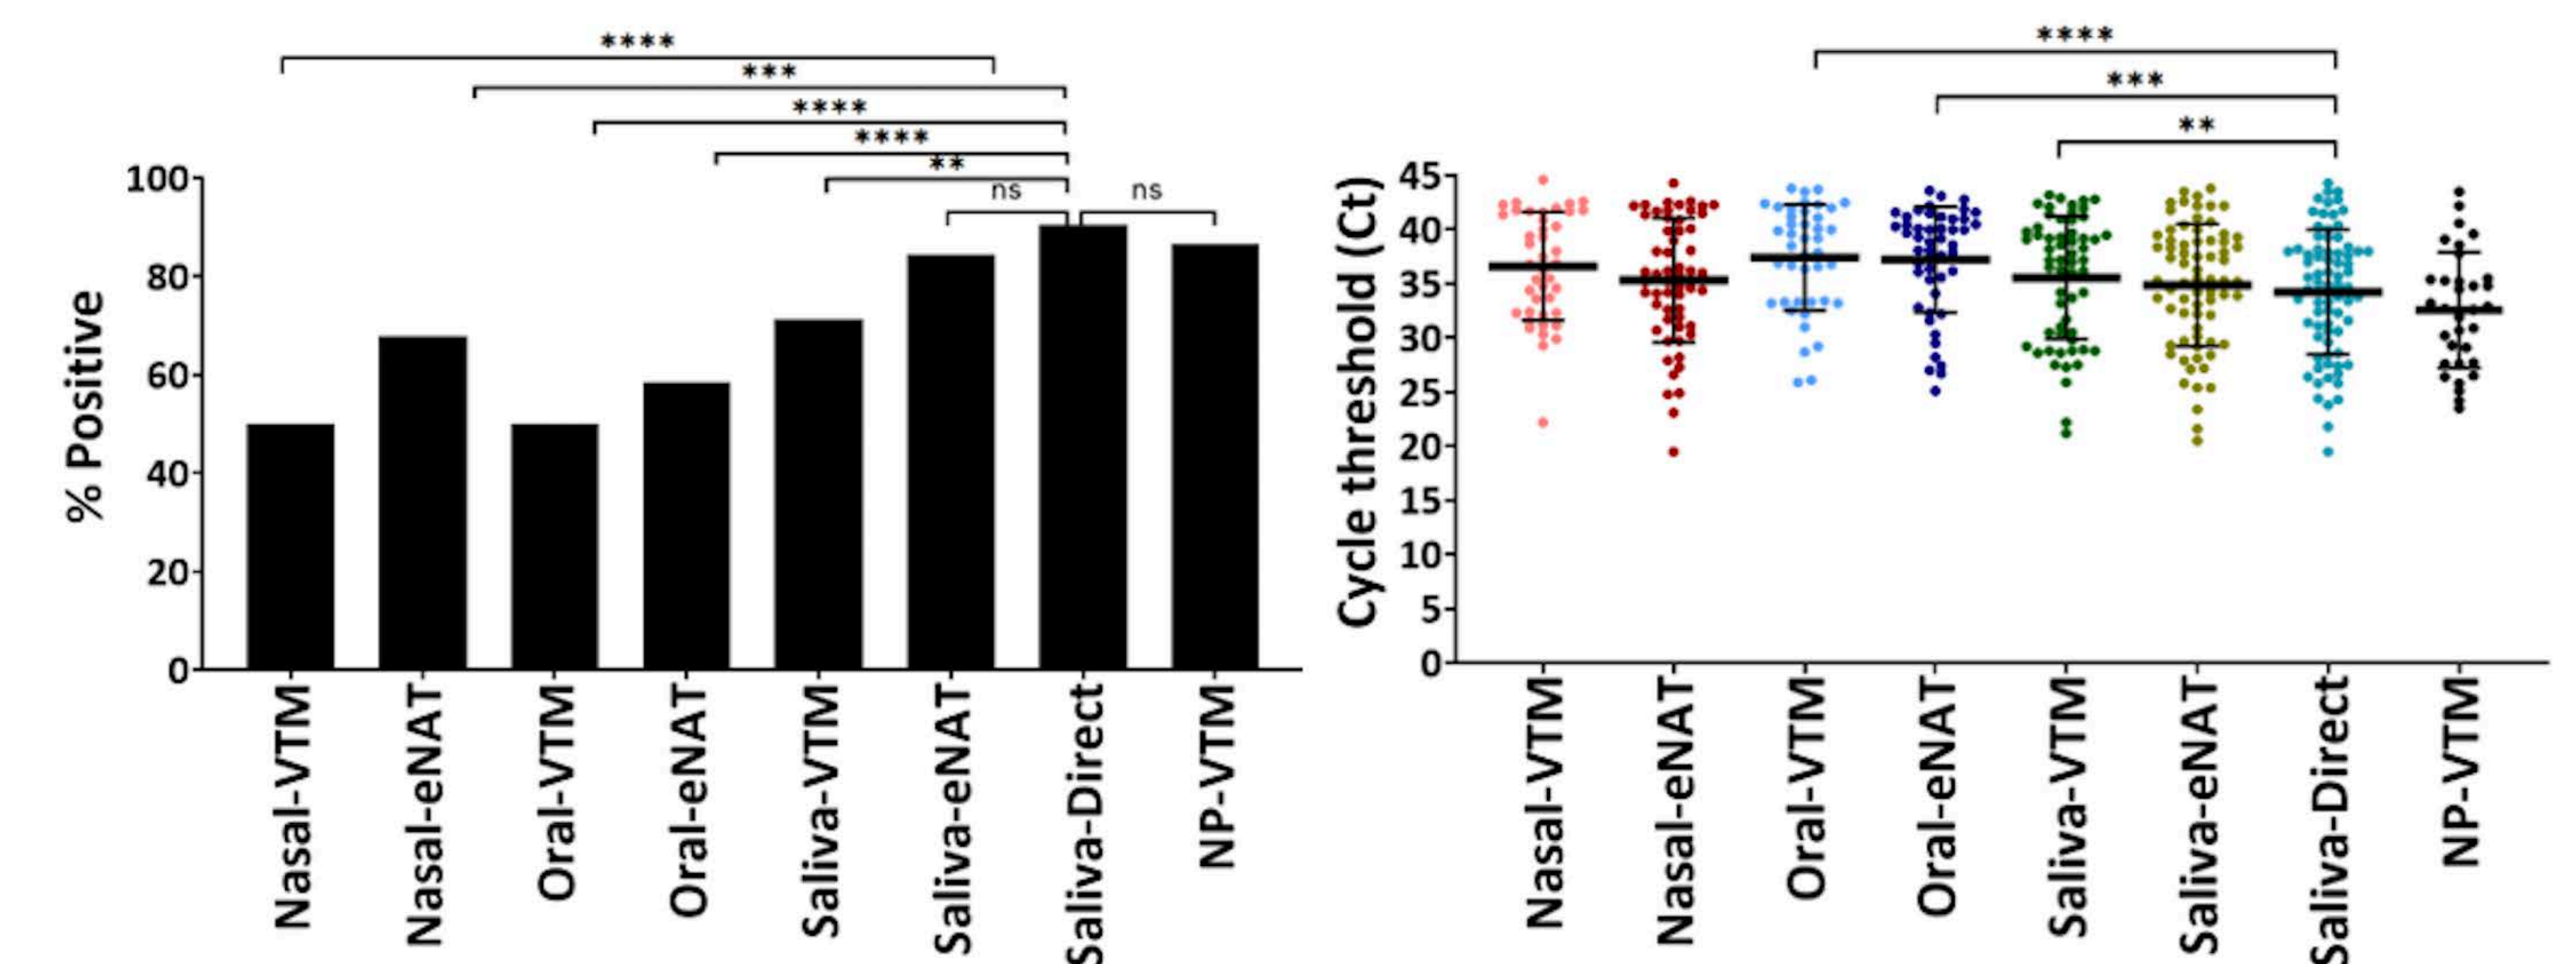 ****
***
****
****
**
ns
ns
% Positive
100
80
60
40
20
0
Nasal-VTM
Nasal-eNAT
Oral-VTM
Oral-eNAT
Saliva-VTM
Saliva-eNAT
Saliva-Direct
NP-VTM
****
***
**
Cycle threshold (Ct)
45
40
35
30
25
20
15
10
5
0
Nasal-VTM
Nasal-eNAT
Oral-VTM
Oral-eNAT
Saliva-VTM
Saliva-eNAT
Saliva-Direct
NP-VTM